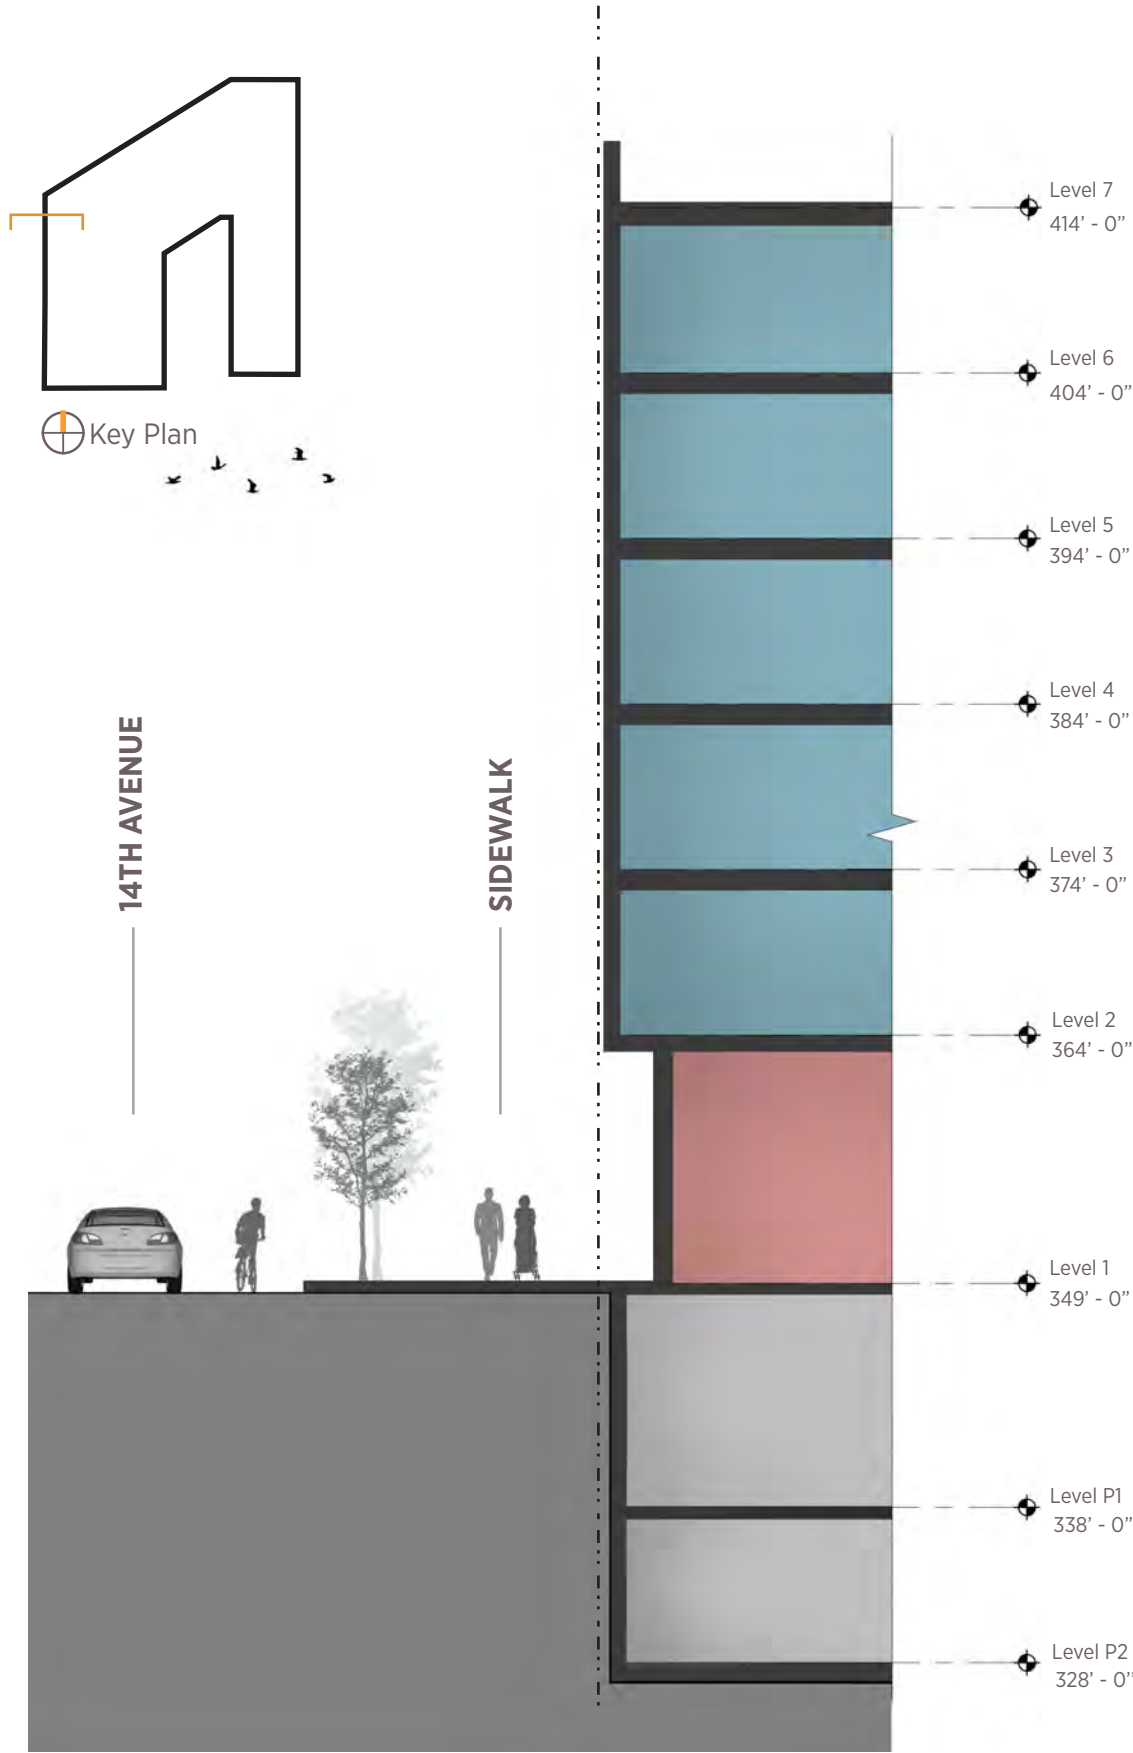 Level 7
414’ - 0”
Level 6
404’ - 0”
Key Plan
Level 5
394’ - 0”
Level 4
384’ - 0”
14TH AVENUE
SIDEWALK
Level 3
374’ - 0”
Level 2
364’ - 0”
Level 1
349’ - 0”
Level P1
338’ - 0”
Level P2
328’ - 0”